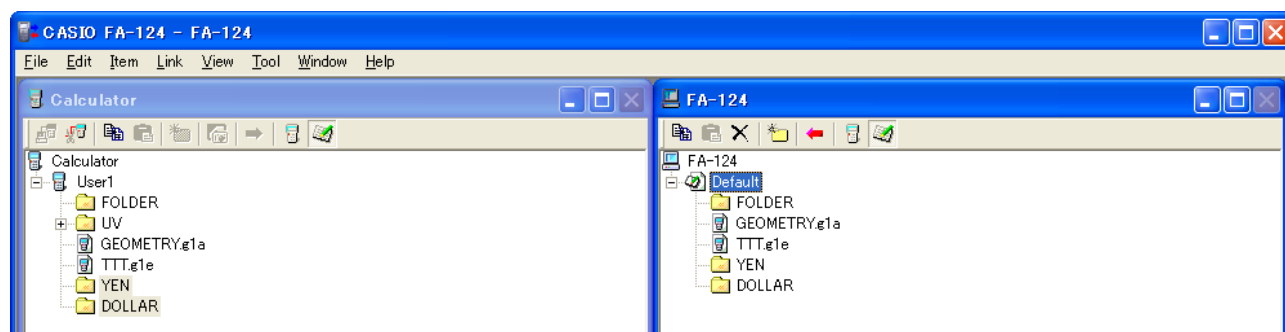 CASIO FA-124 - FA-124
File Edit Item Link View Tool Window Help
Calculator
Calculator
User1
FOLDER
UV
GEOMETRY.g1a
TTT.g1e
YEN
DOLLAR
FA-124
FA-124
Default
FOLDER
GEOMETRY.g1a
TTT.g1e
YEN
DOLLAR